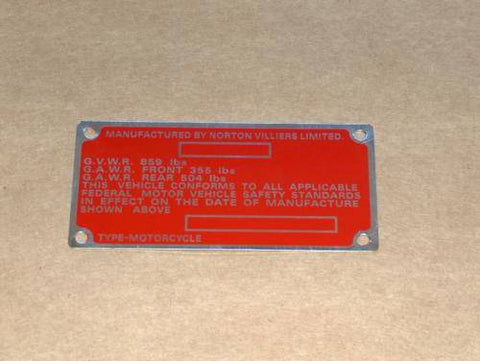 MANUFACTURED BY NORTON VILLIERS LIMITED.
G.V.W.R. 859 lbs
G.A.W.R. FRONT 355 lbs
G.A.W.R. REAR 504 lbs
THIS VEHICLE CONFORMS TO ALL APPLICABLE
FEDERAL MOTOR VEHICLE SAFETY STANDARDS
IN EFFECT ON THE DATE OF MANUFACTURE
SHOWN ABOVE
TYPE-MOTORCYCLE